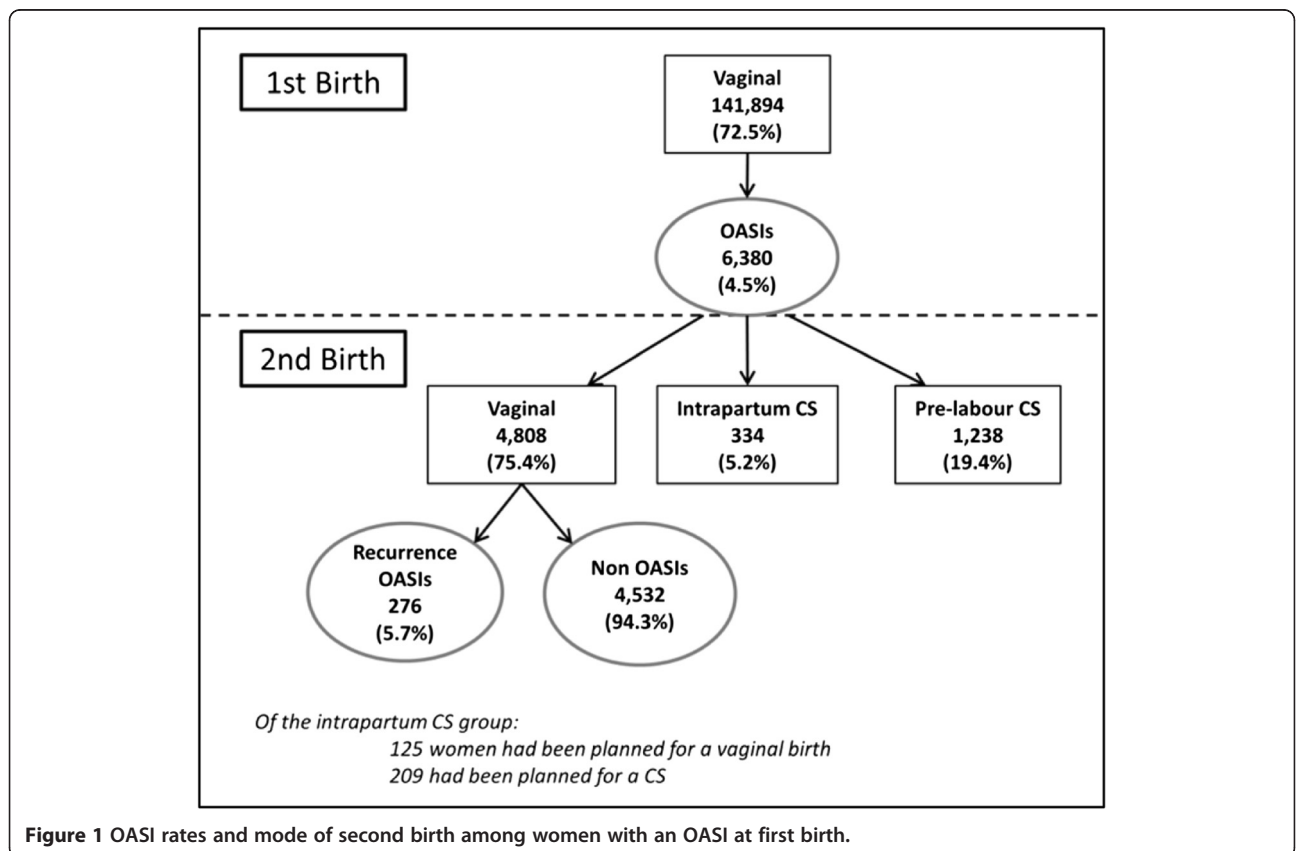 1st Birth
Vaginal
141,894
(72.5%)
OASIs
6,380
(4.5%)
2nd Birth
Vaginal
4,808
(75.4%)
Intrapartum CS
334
(5.2%)
Pre-labour CS
1,238
(19.4%)
Recurrence
OASIs
276
(5.7%)
Non OASIs
4,532
(94.3%)
Of the intrapartum CS group:
125 women had been planned for a vaginal birth
209 had been planned for a CS
Figure 1 OASI rates and mode of second birth among women with an OASI at first birth.